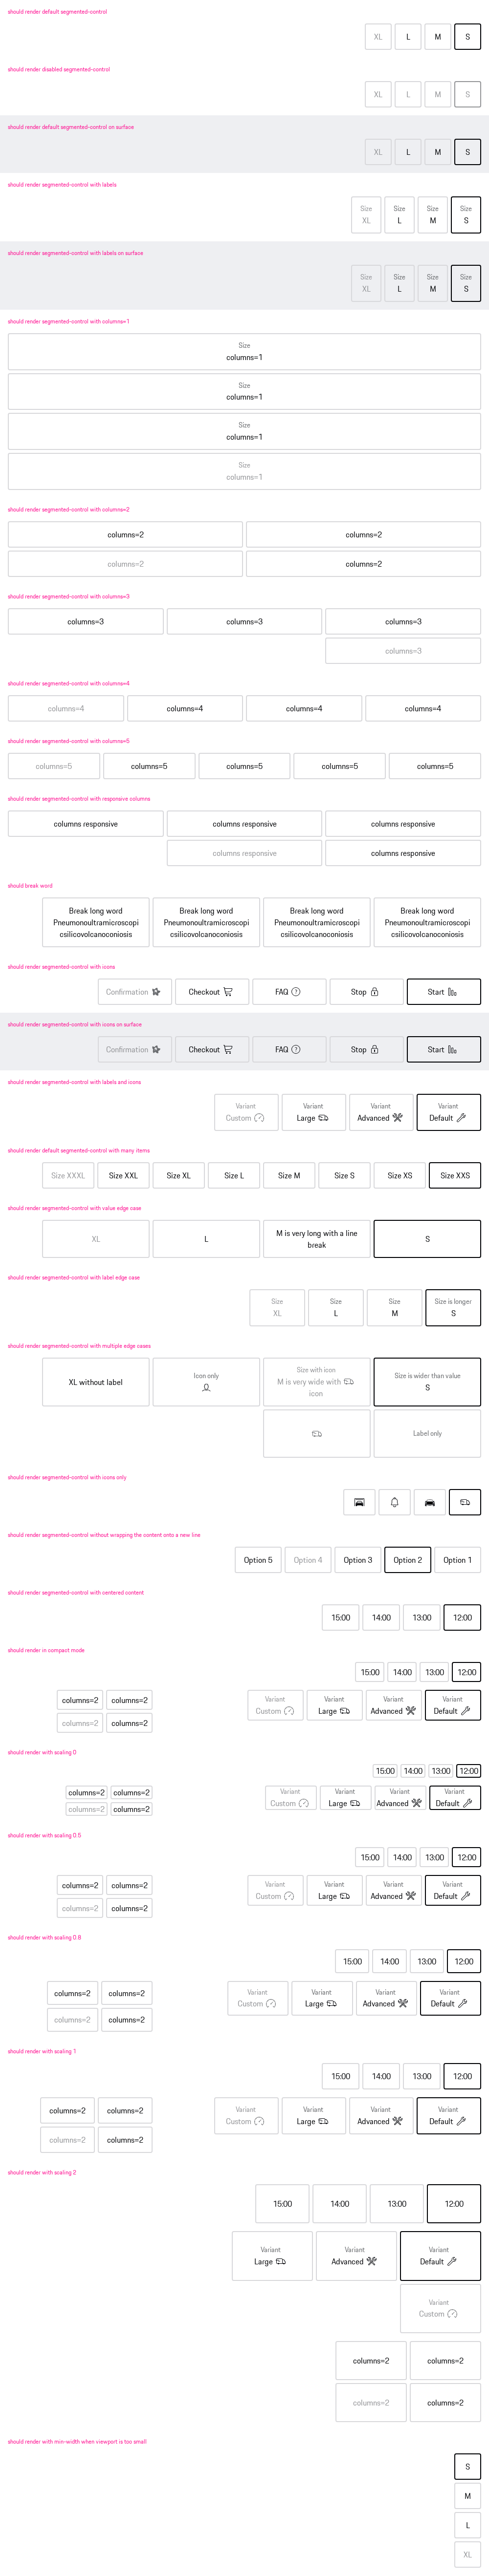 should render default segmented-control
XL L M S
should render disabled segmented-control
XL L M S
should render default segmented-control on surface
XL L M S
should render segmented-control with labels
Size Size Size Size
XL L M S
should render segmented-control with labels on surface
Size Size Size Size
XL L M S
should render segmented-control with columns=1
Size
columns=1
Size
columns=1
Size
columns=1
Size
columns=1
should render segmented-control with columns=2
columns=2 columns=2
columns=2 columns=2
should render segmented-control with columns=3
columns=3 columns=3 columns=3
columns=3
should render segmented-control with columns=4
columns=4 columns=4 columns=4 columns=4
should render segmented-control with columns=5
columns=5 columns=5 columns=5 columns=5 columns=5
should render segmented-control with responsive columns
columns responsive columns responsive columns responsive
columns responsive columns responsive
should break word
Break long word Break long word Break long word Break long word
Pneumonoultramicroscopi Pneumonoultramicroscopi Pneumonoultramicroscopi Pneumonoultramicroscopi
csilicovolcanoconiosis csilicovolcanoconiosis csilicovolcanoconiosis csilicovolcanoconiosis
should render segmented-control with icons
Confirmation Checkout FAQ Stop Start
should render segmented-control with icons on surface
Confirmation Checkout FAQ Stop Start
should render segmented-control with labels and icons
Variant Variant Variant Variant
Custom Large Advanced Default
should render default segmented-control with many items
Size XXXL Size XXL Size XL Size L Size M Size S Size XS Size XXS
should render segmented-control with value edge case
XL L M is very long with a line S
break
should render segmented-control with label edge case
Size Size Size Size is longer
XL L M S
should render segmented-control with multiple edge cases
XL without label Icon only Size with icon Size is wider than value
M is very wide with S
icon
Label only
should render segmented-control with icons only
should render segmented-control without wrapping the content onto a new line
Option 5 Option 4 Option 3 Option 2 Option 1
should render segmented-control with centered content
15:00 14:00 13:00 12:00
should render in compact mode
15:00 14:00 13:00 12:00
columns=2 columns=2 Variant Variant Variant Variant
columns=2 columns=2 Custom Large Advanced Default
should render with scaling 0
15:00 14:00 13:00 12:00
columns=2 columns=2 Variant Variant Variant Variant
columns=2 columns=2 Custom Large Advanced Default
should render with scaling 0.5
15:00 14:00 13:00 12:00
columns=2 columns=2 Variant Variant Variant Variant
columns=2 columns=2 Custom Large Advanced Default
should render with scaling 0.8
15:00 14:00 13:00 12:00
columns=2 columns=2 Variant Variant Variant Variant
columns=2 columns=2 Custom Large Advanced Default
should render with scaling 1
15:00 14:00 13:00 12:00
columns=2 columns=2 Variant Variant Variant Variant
columns=2 columns=2 Custom Large Advanced Default
should render with scaling 2
15:00 14:00 13:00 12:00
Variant Variant Variant
Large Advanced Default
Variant
Custom
columns=2 columns=2
columns=2 columns=2
should render with min-width when viewport is too small
S
M
L
XL